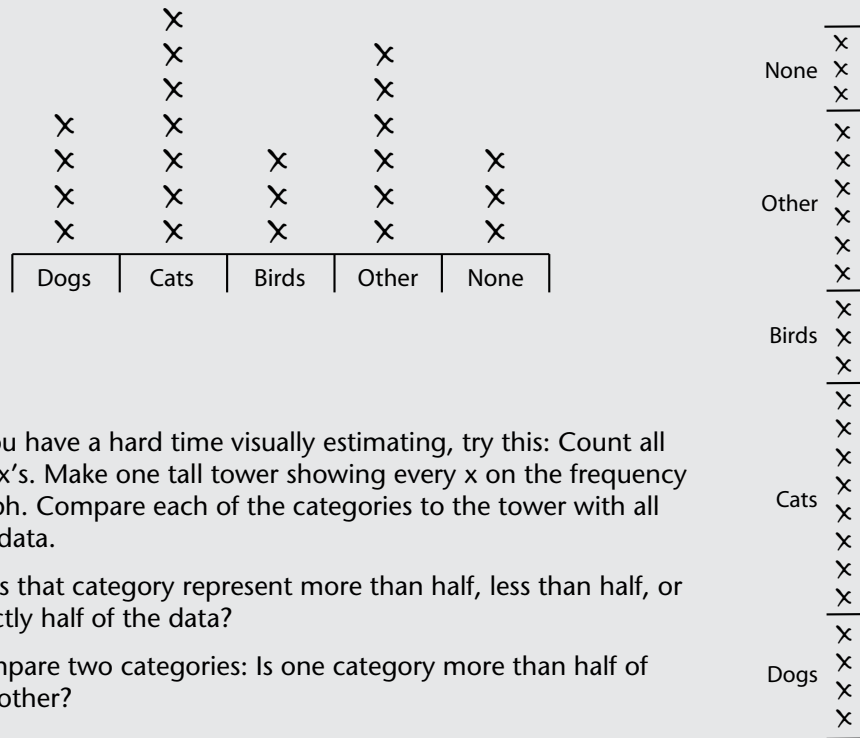 Dogs Cats Birds Other None
ou have a hard time visually estimating, try this: Count all
x's. Make one tall tower showing every x on the frequency
ph. Compare each of the categories to the tower with all
data.
s that category represent more than half, less than half, or
ctly half of the data?
mpare two categories: Is one category more than half of
other?
None
Other
Birds
Cats
Dogs